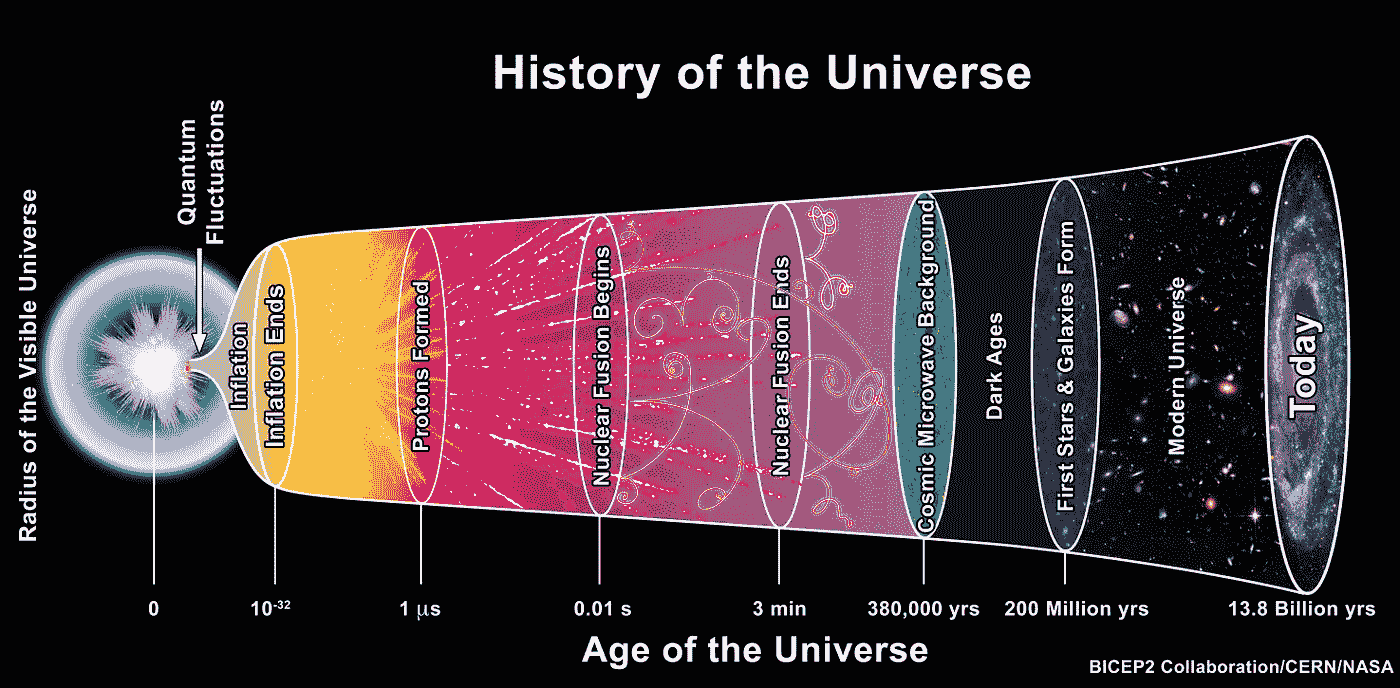 History of the Universe
Radius of the Visible Universe
Quantum
Fluctuations
Inflation
Inflation Ends
Protons Formed
Nuclear Fusion Begins
Nuclear Fusion Ends
Cosmic Microwave Background
Dark Ages
First Stars & Galaxies Form
Modern Universe
Today
0
10⁻³²
1 µs
0.01 s
3 min
380,000 yrs
200 Million yrs
13.8 Billion yrs
Age of the Universe
BICEP2 Collaboration/CERN/NASA